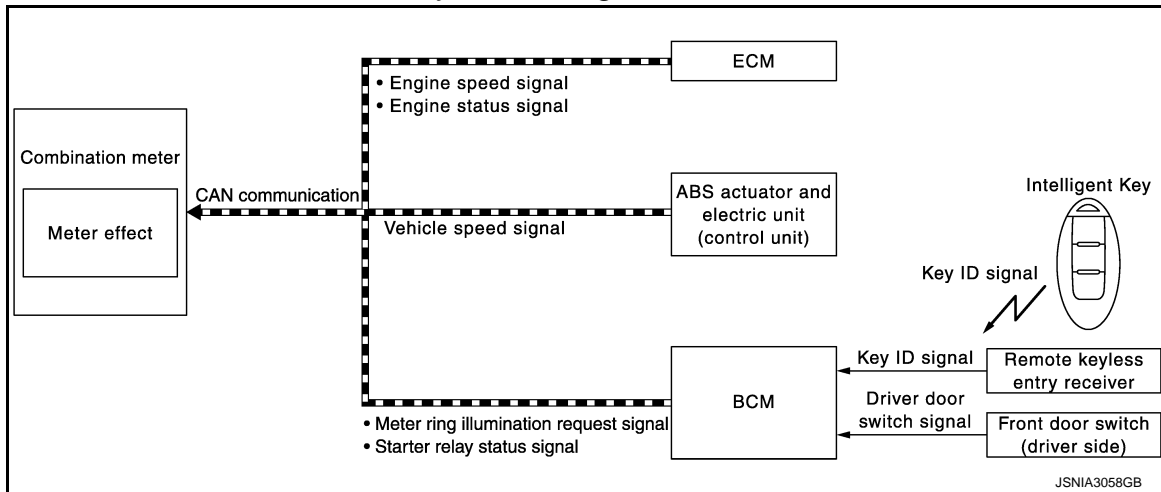 ECM
• Engine speed signal
• Engine status signal
Combination meter
Meter effect
CAN communication
Vehicle speed signal
ABS actuator and
electric unit
(control unit)
Intelligent Key
Key ID signal
BCM
Key ID signal
Remote keyless
entry receiver
Driver door
switch signal
Front door switch
(driver side)
• Meter ring illumination request signal
• Starter relay status signal
JSNIA3058GB